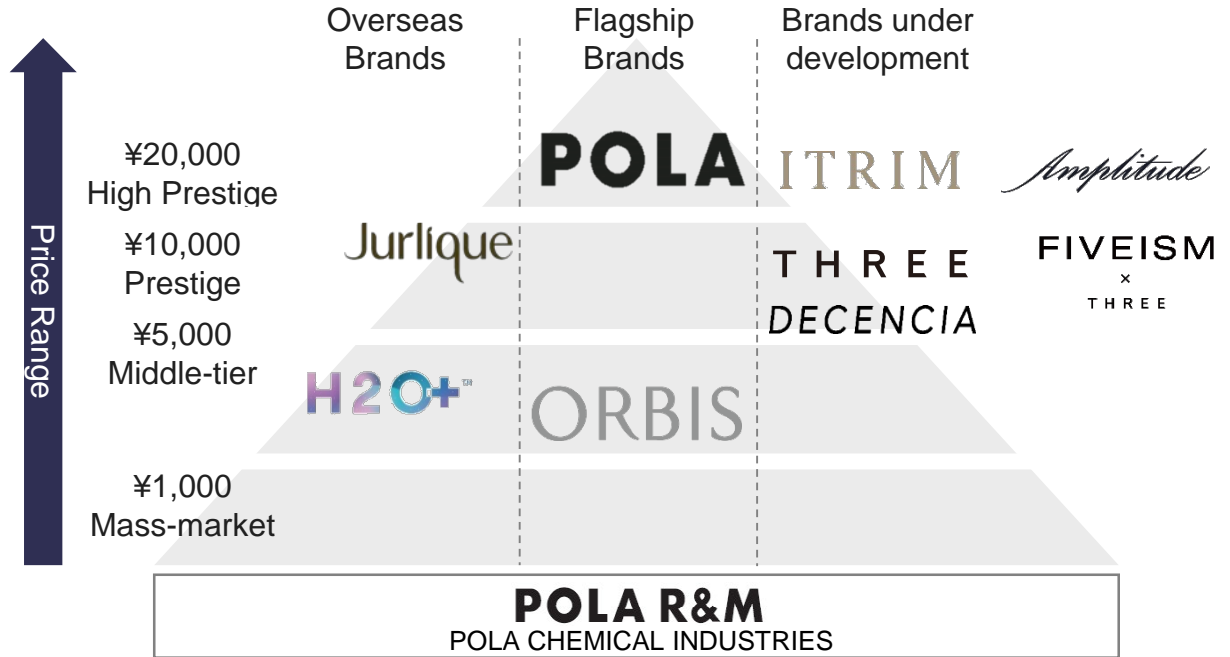 Overseas
Brands
Flagship
Brands
Brands under
development
Price Range
¥20,000
High Prestige
POLA
ITRIM
Amplitude
¥10,000
Prestige
Jurlique
THREE
FIVEISM
×
THREE
DECENCIA
¥5,000
Middle-tier
H2O+™
ORBIS
¥1,000
Mass-market
POLA R&M
POLA CHEMICAL INDUSTRIES